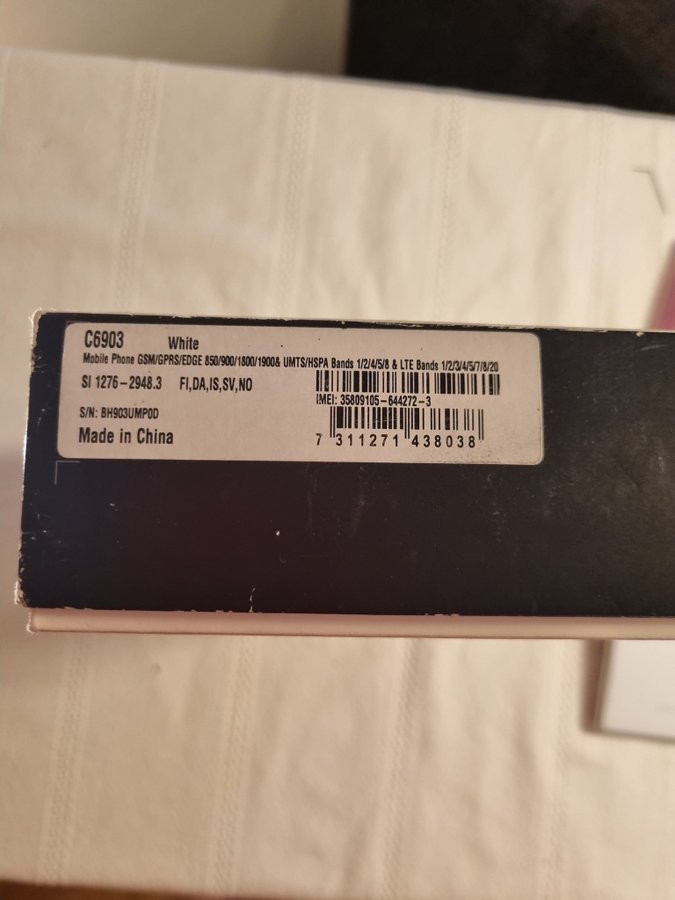 C6903 White
Mobile Phone GSM/GPRS/EDGE 850/900/1800/1900& UMTS/HSPA Bands 1/2/4/5/8 & LTE Bands 1/2/3/4/5/7/8/20
SI 1276-2948.3 FI,DA,IS,SV,NO
IMEI: 35809105-644272-3
S/N: BH903UMP0D
Made in China
7 311271 438038